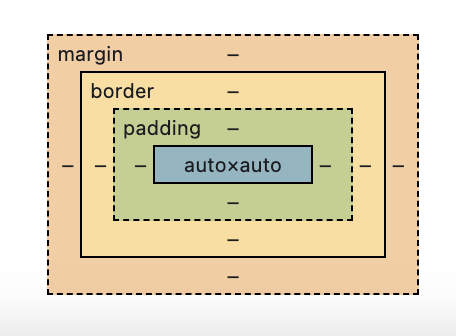 margin –
border –
padding –
– – – auto×auto – – –
–
–
–